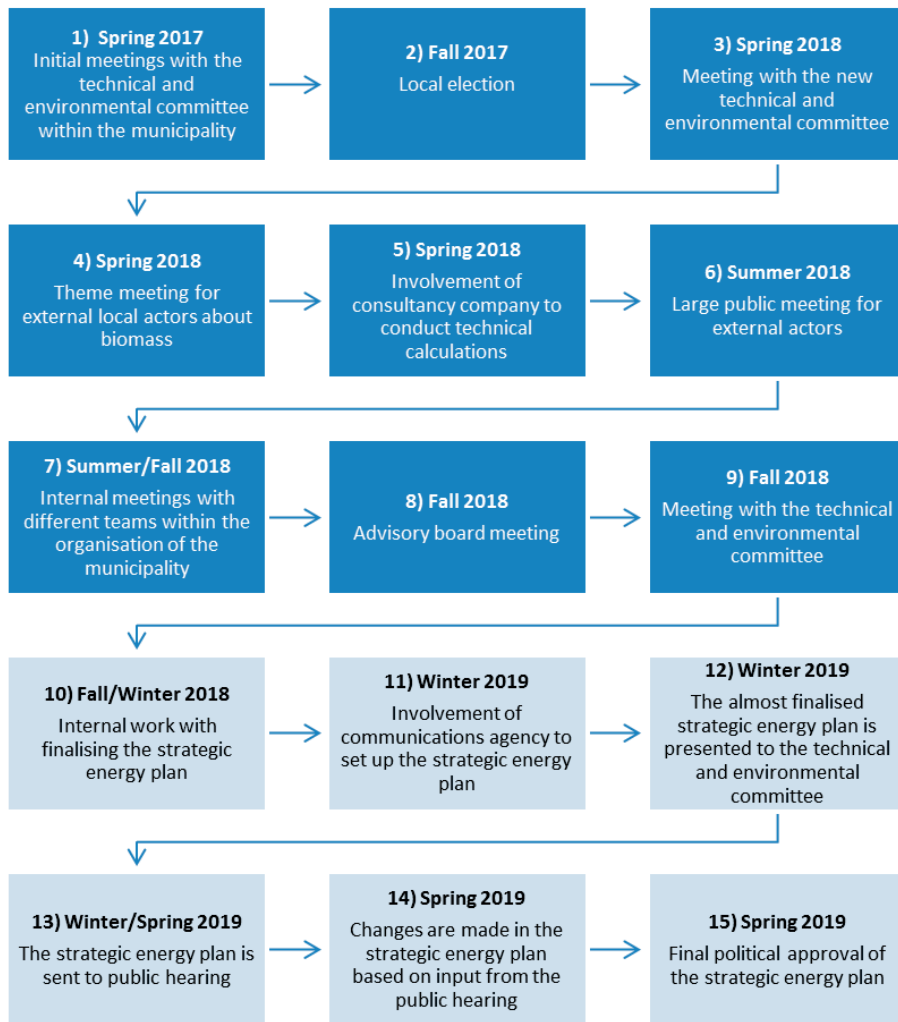 1) Spring 2017
Initial meetings with the
technical and
environmental committee
within the municipality
2) Fall 2017
Local election
3) Spring 2018
Meeting with the new
technical and
environmental committee
4) Spring 2018
Theme meeting for
external local actors about
biomass
5) Spring 2018
Involvement of
consultancy company to
conduct technical
calculations
6) Summer 2018
Large public meeting for
external actors
7) Summer/Fall 2018
Internal meetings with
different teams within the
organisation of the
municipality
8) Fall 2018
Advisory board meeting
9) Fall 2018
Meeting with the technical
and environmental
committee
10) Fall/Winter 2018
Internal work with
finalising the strategic
energy plan
11) Winter 2019
Involvement of
communications agency to
set up the strategic energy
plan
12) Winter 2019
The almost finalised
strategic energy plan is
presented to the technical
and environmental
committee
13) Winter/Spring 2019
The strategic energy plan is
sent to public hearing
14) Spring 2019
Changes are made in the
strategic energy plan
based on input from the
public hearing
15) Spring 2019
Final political approval of
the strategic energy plan